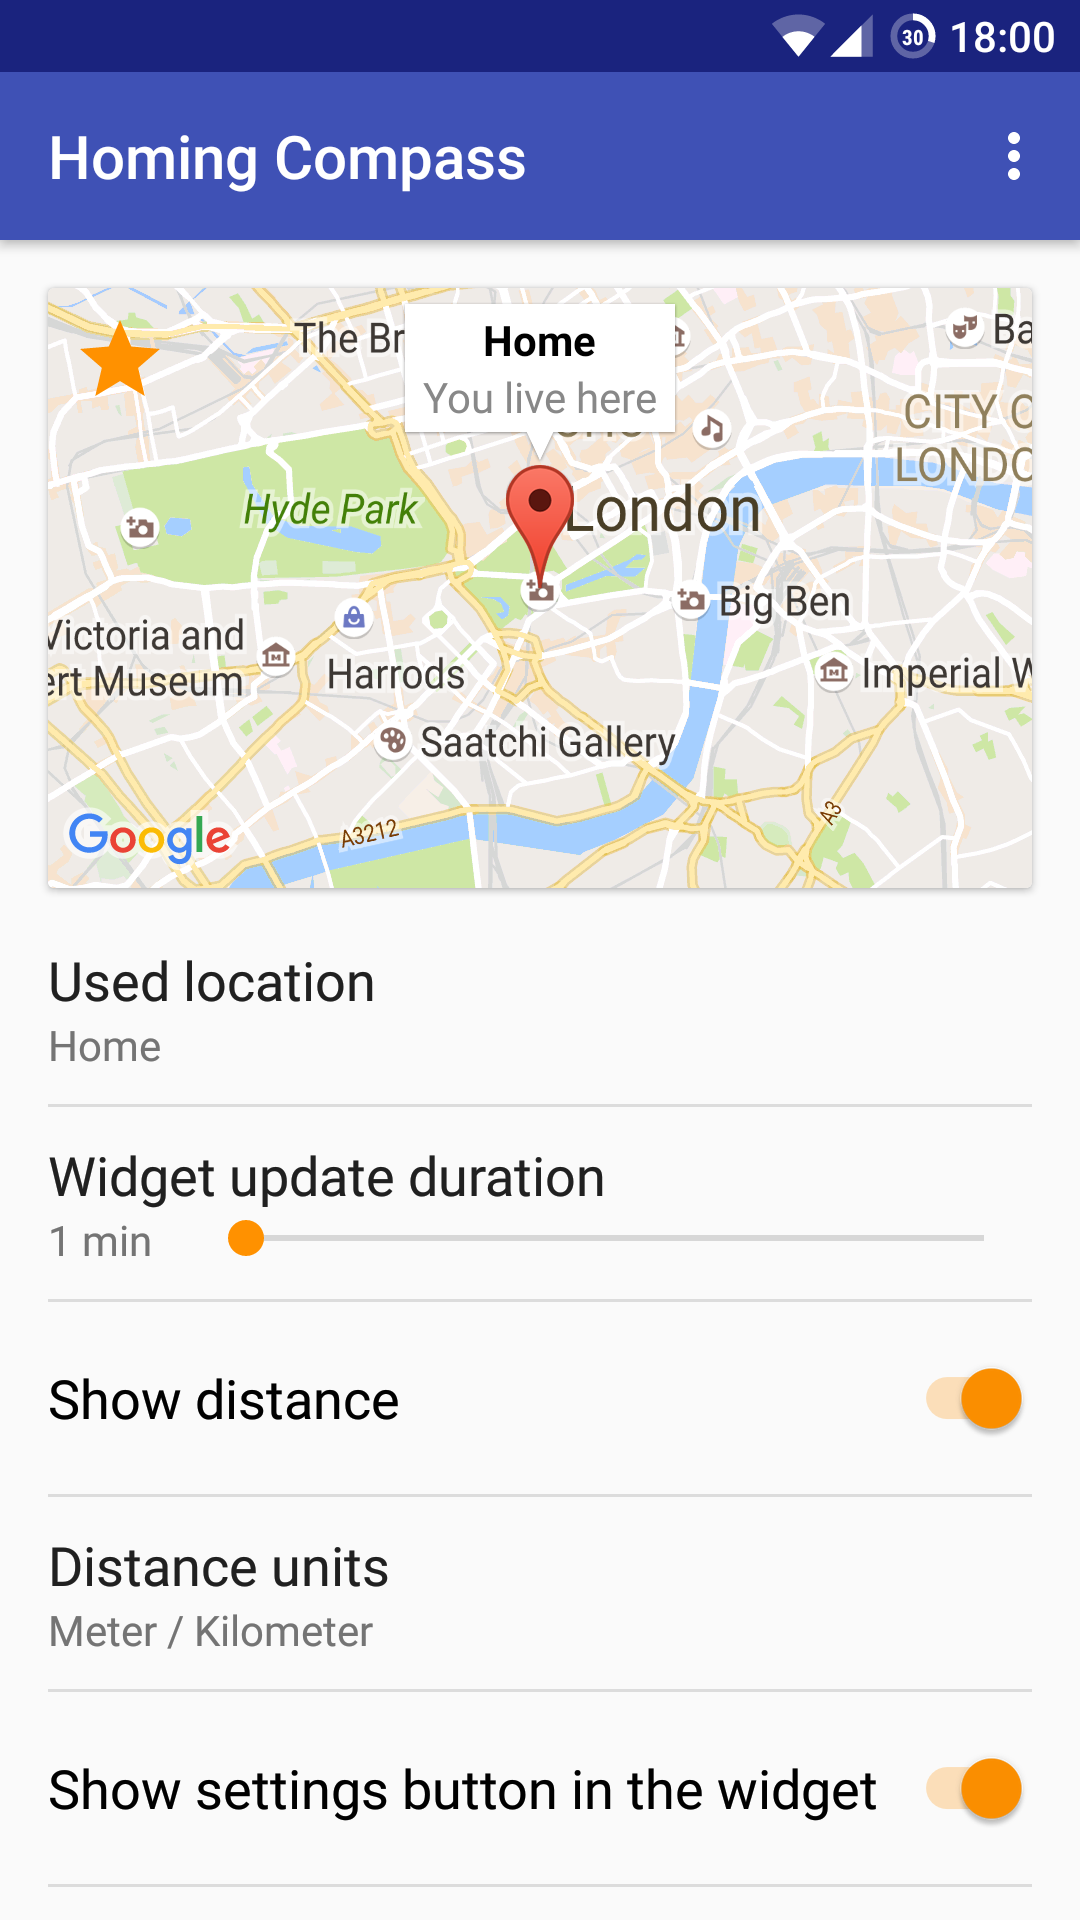 30 18:00
Homing Compass
The Br
Home
You live here
Ba
CITY O
LONDO
Hyde Park
London
Big Ben
Victoria and
ert Museum
Harrods
Imperial W
Saatchi Gallery
A3212
A3
Google
Used location
Home
Widget update duration
1 min
Show distance
Distance units
Meter / Kilometer
Show settings button in the widget